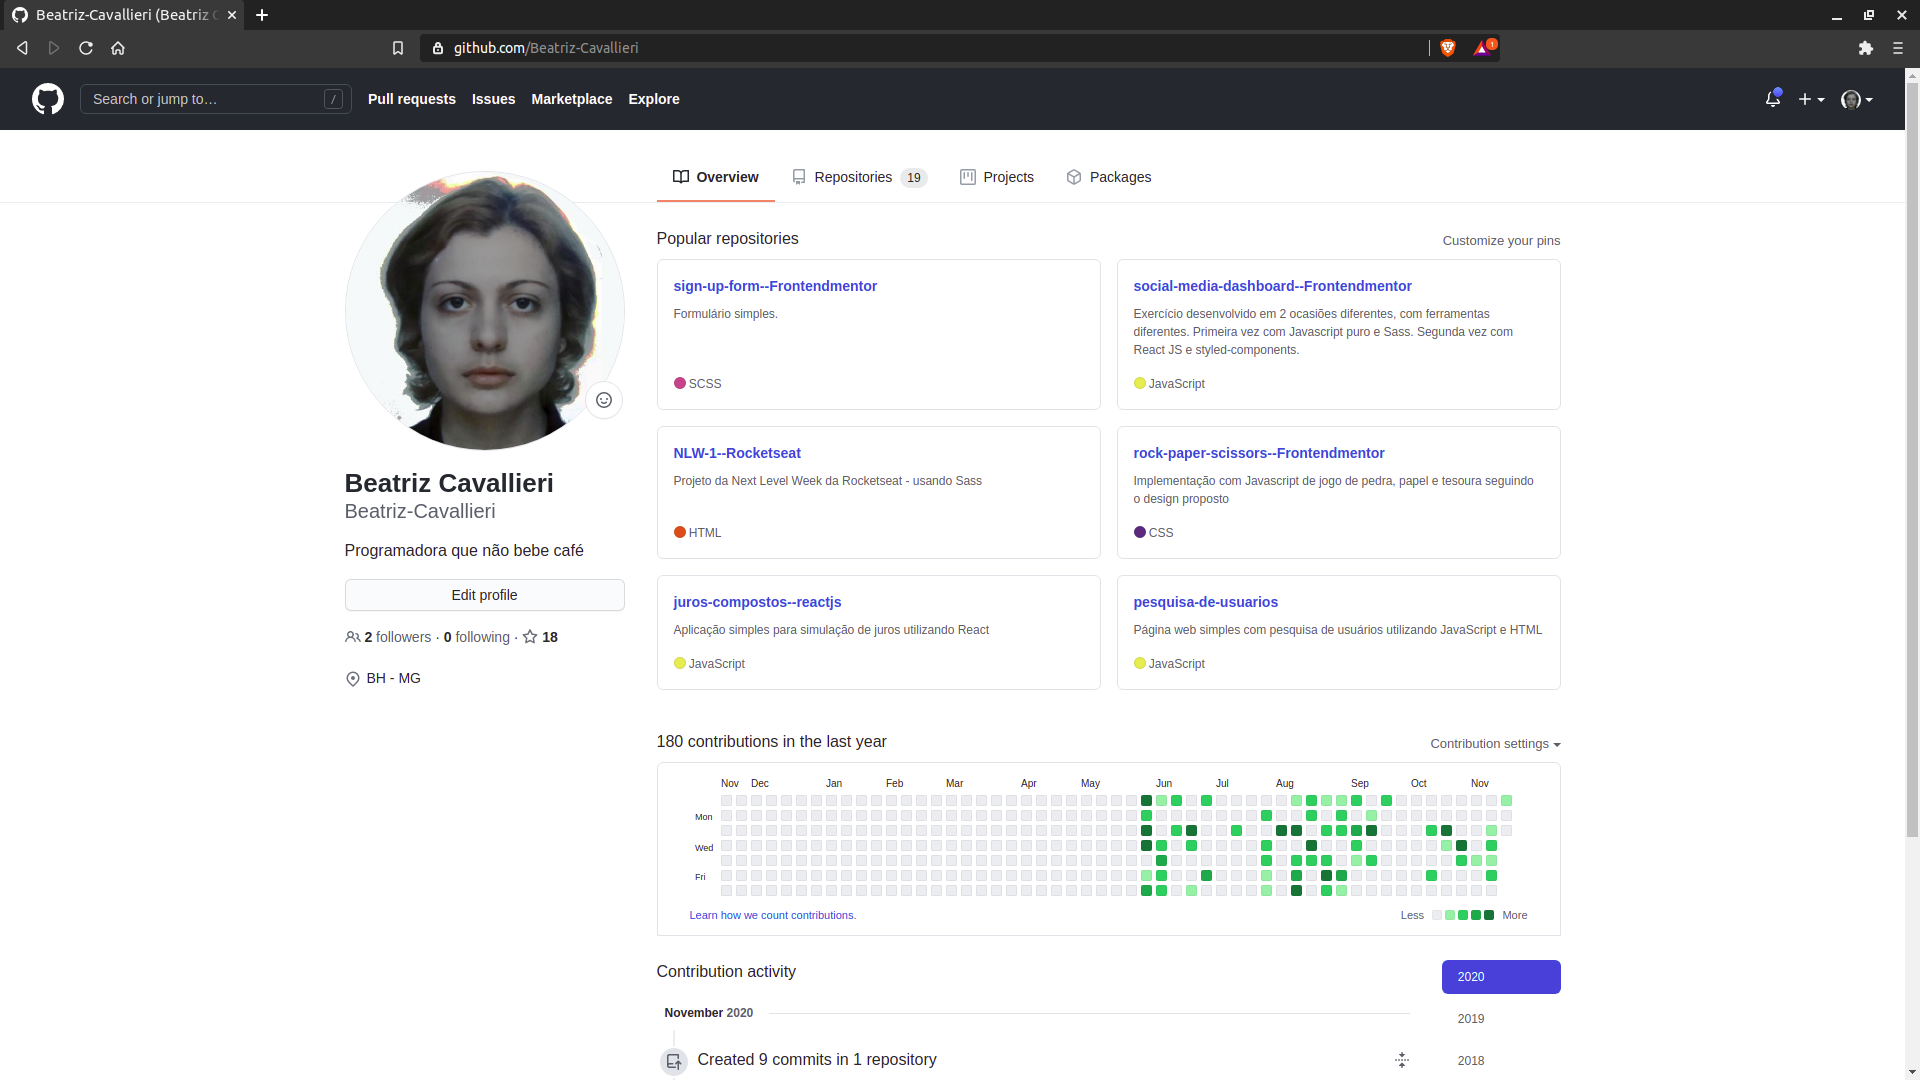 Beatriz-Cavallieri (Beatriz
github.com/Beatriz-Cavallieri
1
Search or jump to…
/
Pull requests
Issues
Marketplace
Explore
Overview
Repositories 19
Projects
Packages
Popular repositories
Customize your pins
sign-up-form--Frontendmentor
Formulário simples.
SCSS
social-media-dashboard--Frontendmentor
Exercício desenvolvido em 2 ocasiões diferentes, com ferramentas
diferentes. Primeira vez com Javascript puro e Sass. Segunda vez com
React JS e styled-components.
JavaScript
NLW-1--Rocketseat
Projeto da Next Level Week da Rocketseat - usando Sass
HTML
rock-paper-scissors--Frontendmentor
Implementação com Javascript de jogo de pedra, papel e tesoura seguindo
o design proposto
CSS
juros-compostos--reactjs
Aplicação simples para simulação de juros utilizando React
JavaScript
pesquisa-de-usuarios
Página web simples com pesquisa de usuários utilizando JavaScript e HTML
JavaScript
Beatriz Cavallieri
Beatriz-Cavallieri
Programadora que não bebe café
Edit profile
2 followers · 0 following · 18
BH - MG
180 contributions in the last year
Contribution settings
Nov Dec Jan Feb Mar Apr May Jun Jul Aug Sep Oct Nov
Mon
Wed
Fri
Learn how we count contributions.
Less
More
Contribution activity
2020
2019
2018
November 2020
Created 9 commits in 1 repository